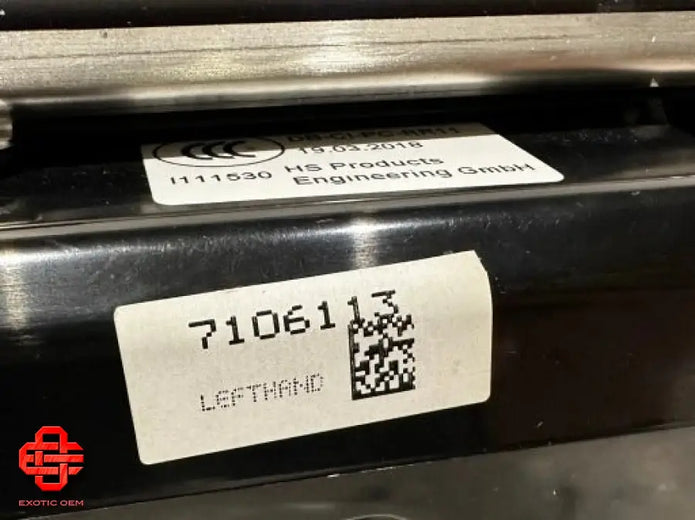 19.03.2018
I111530 HS Products
Engineering GmbH
7106113
LEFTHAND
EXOTIC OEM